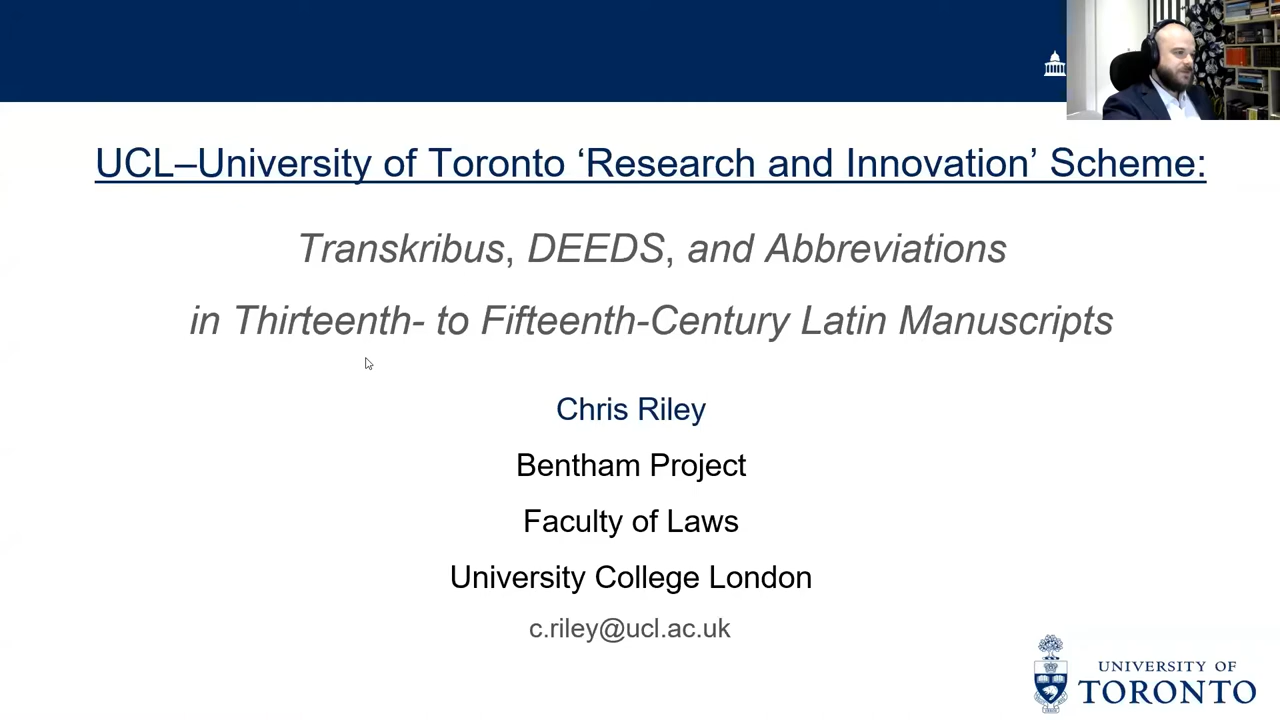 UCL–University of Toronto ‘Research and Innovation’ Scheme:
Transkribus, DEEDS, and Abbreviations
in Thirteenth- to Fifteenth-Century Latin Manuscripts
Chris Riley
Bentham Project
Faculty of Laws
University College London
c.riley@ucl.ac.uk
UNIVERSITY OF
TORONTO